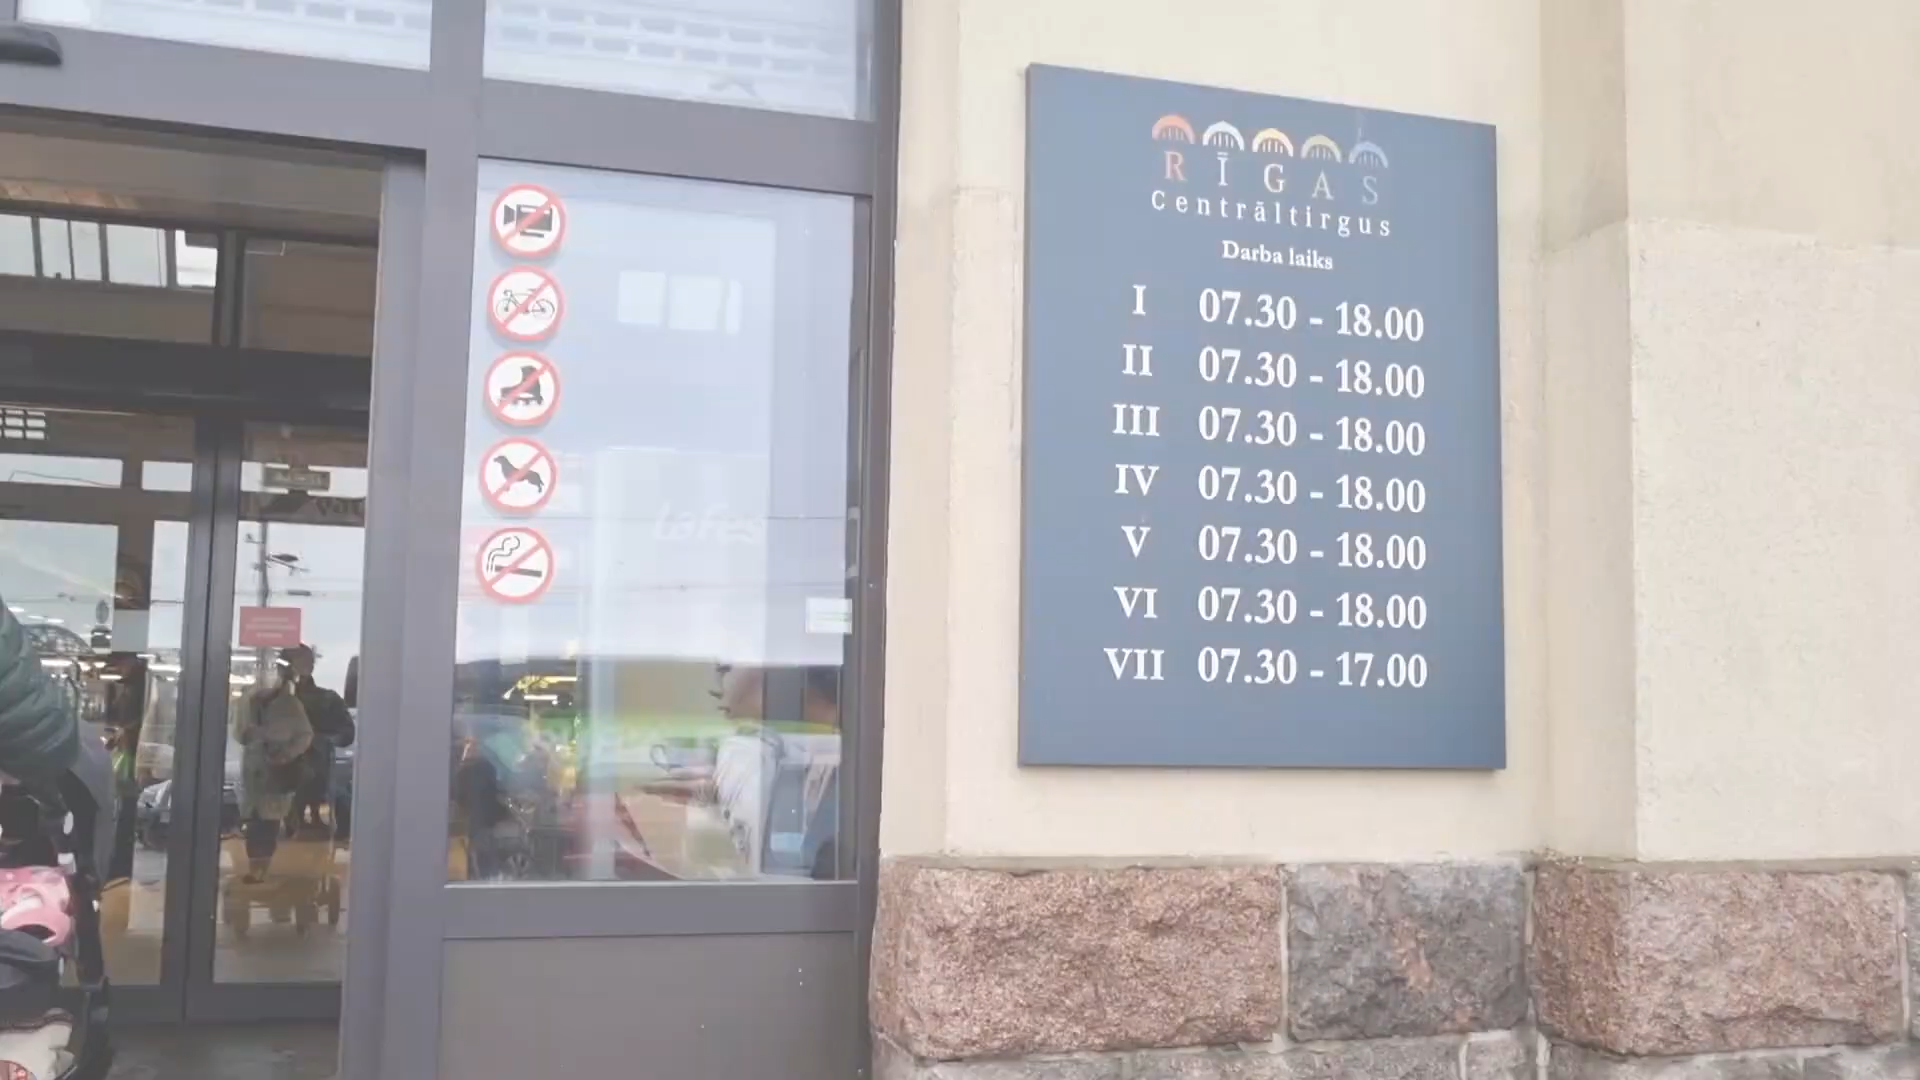 RĪGAS
Centrāltirgus
Darba laiks
I 07.30 - 18.00
II 07.30 - 18.00
III 07.30 - 18.00
IV 07.30 - 18.00
V 07.30 - 18.00
VI 07.30 - 18.00
VII 07.30 - 17.00